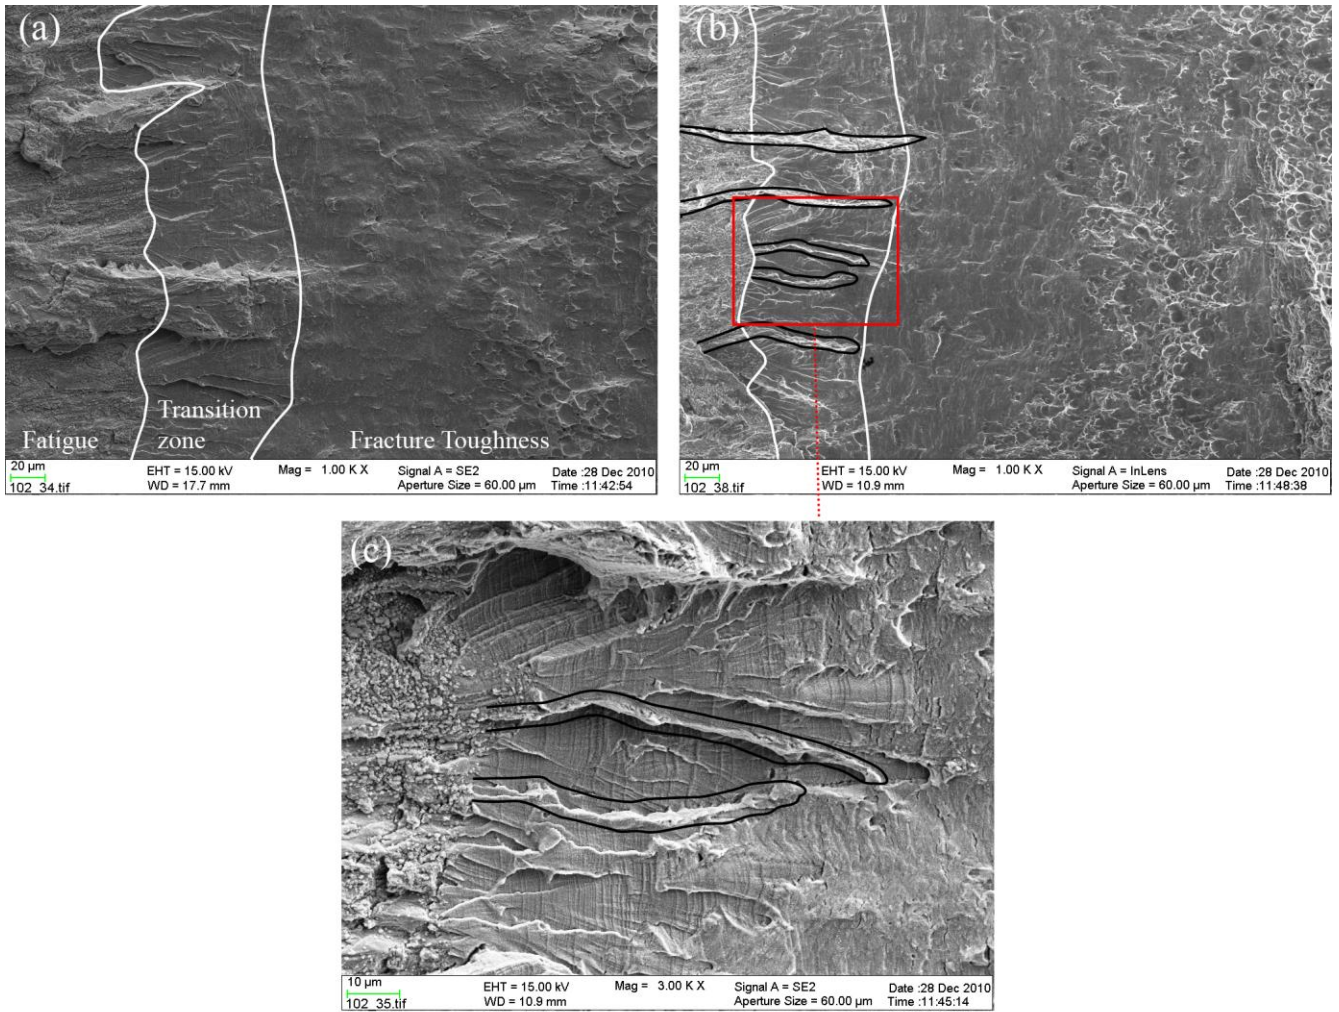 (a)
Transition
Fatigue zone Fracture Toughness
20 µm EHT = 15.00 kV Mag = 1.00 K X Signal A = SE2 Date :28 Dec 2010
102_34.tif WD = 17.7 mm Aperture Size = 60.00 µm Time :11:42:54
(b)
20 µm EHT = 15.00 kV Mag = 1.00 K X Signal A = InLens Date :28 Dec 2010
102_38.tif WD = 10.9 mm Aperture Size = 60.00 µm Time :11:48:38
(c)
10 µm EHT = 15.00 kV Mag = 3.00 K X Signal A = SE2 Date :28 Dec 2010
102_35.tif WD = 10.9 mm Aperture Size = 60.00 µm Time :11:45:14